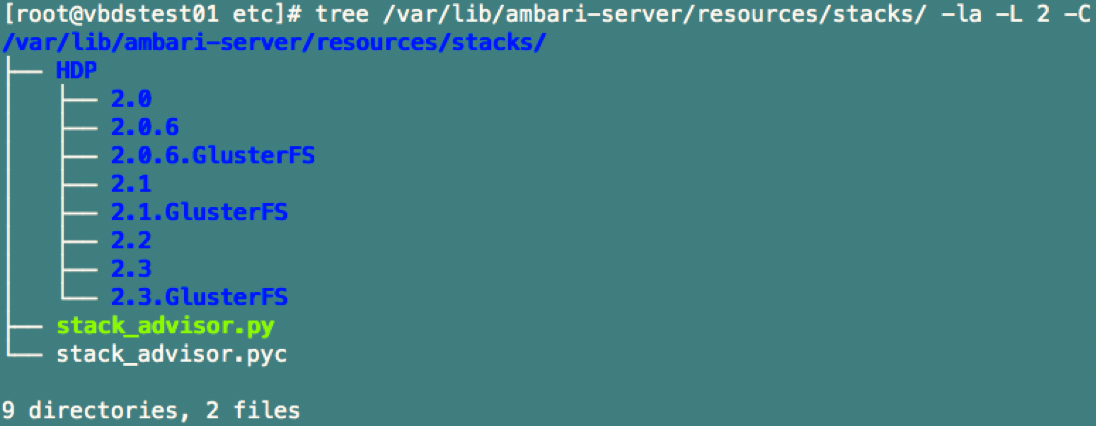 [root@vbdstest01 etc]# tree /var/lib/ambari-server/resources/stacks/ -la -L 2 -C
/var/lib/ambari-server/resources/stacks/
├── HDP
│   ├── 2.0
│   ├── 2.0.6
│   ├── 2.0.6.GlusterFS
│   ├── 2.1
│   ├── 2.1.GlusterFS
│   ├── 2.2
│   ├── 2.3
│   └── 2.3.GlusterFS
├── stack_advisor.py
└── stack_advisor.pyc
9 directories, 2 files